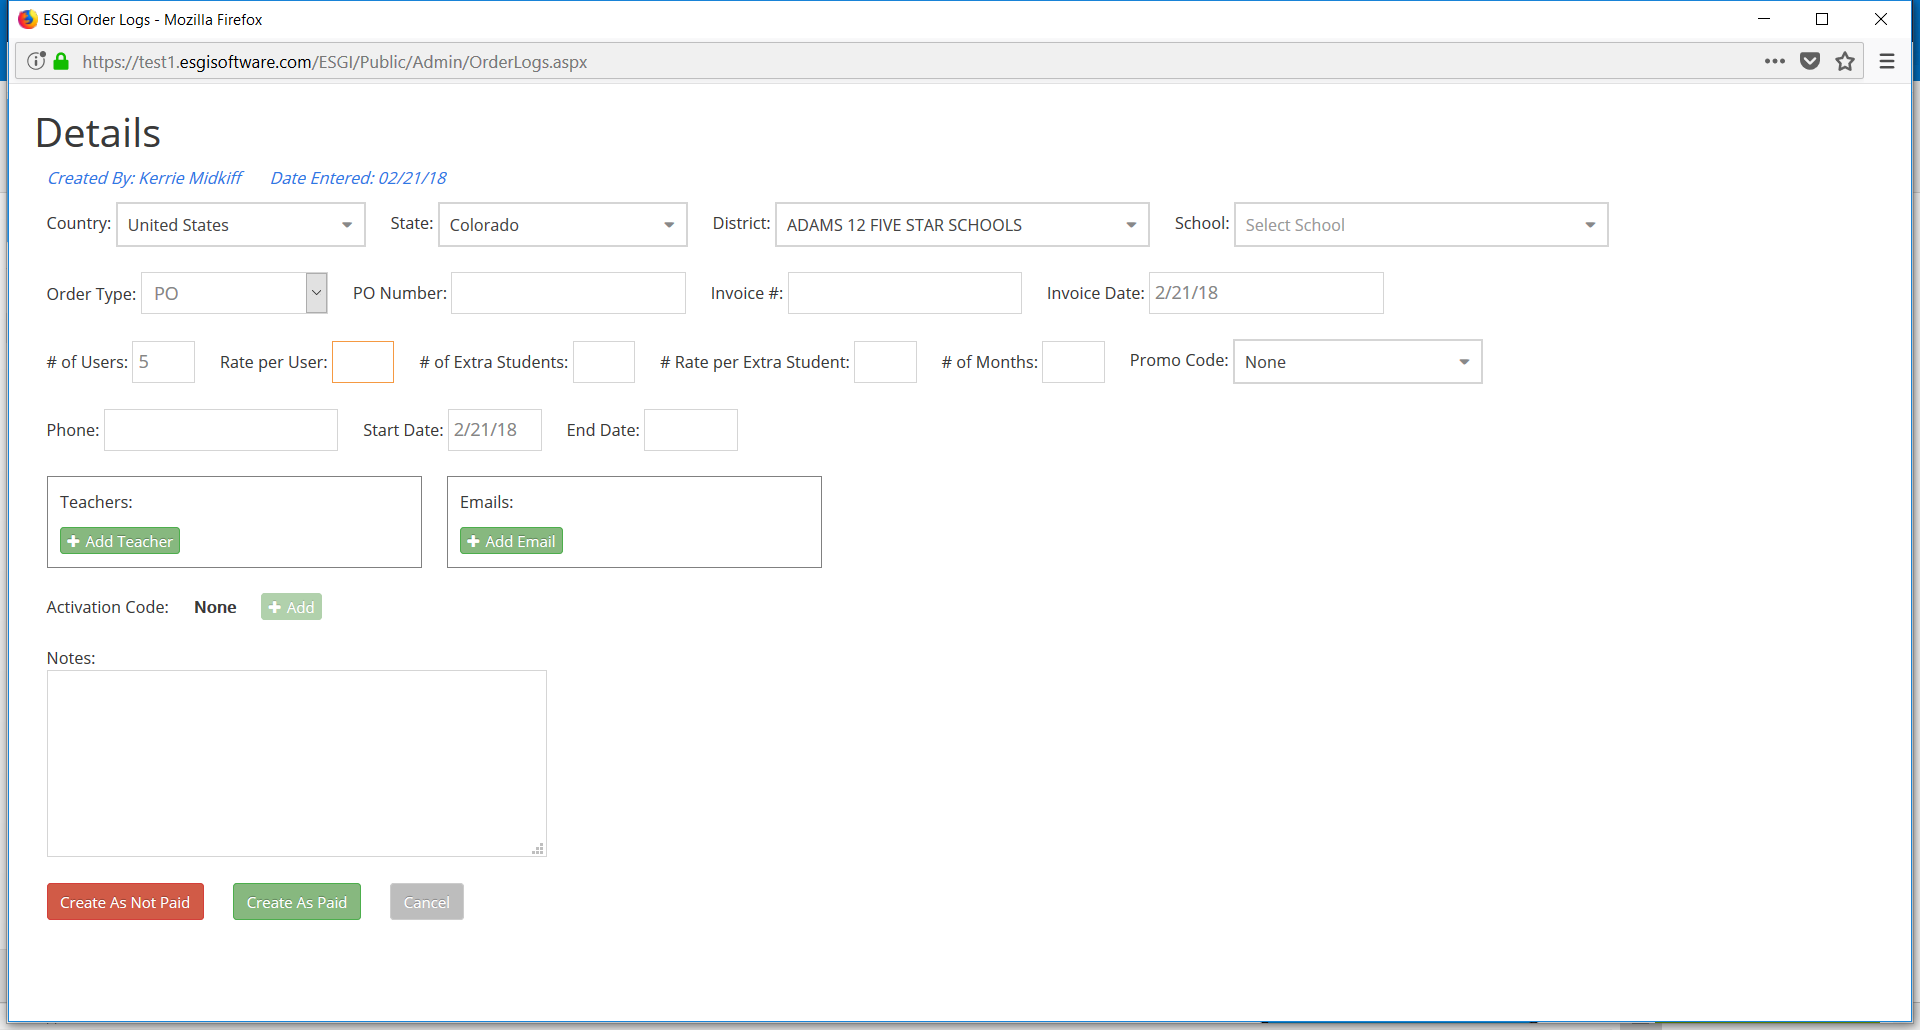 ESGI Order Logs - Mozilla Firefox
https://test1.esgisoftware.com/ESGI/Public/Admin/OrderLogs.aspx
Details
Created By: Kerrie Midkiff Date Entered: 02/21/18
Country: United States State: Colorado District: ADAMS 12 FIVE STAR SCHOOLS School: Select School
Order Type: PO PO Number: Invoice #: Invoice Date: 2/21/18
# of Users: 5 Rate per User: # of Extra Students: # Rate per Extra Student: # of Months: Promo Code: None
Phone: Start Date: 2/21/18 End Date:
Teachers: Emails:
+ Add Teacher + Add Email
Activation Code: None + Add
Notes:
Create As Not Paid Create As Paid Cancel